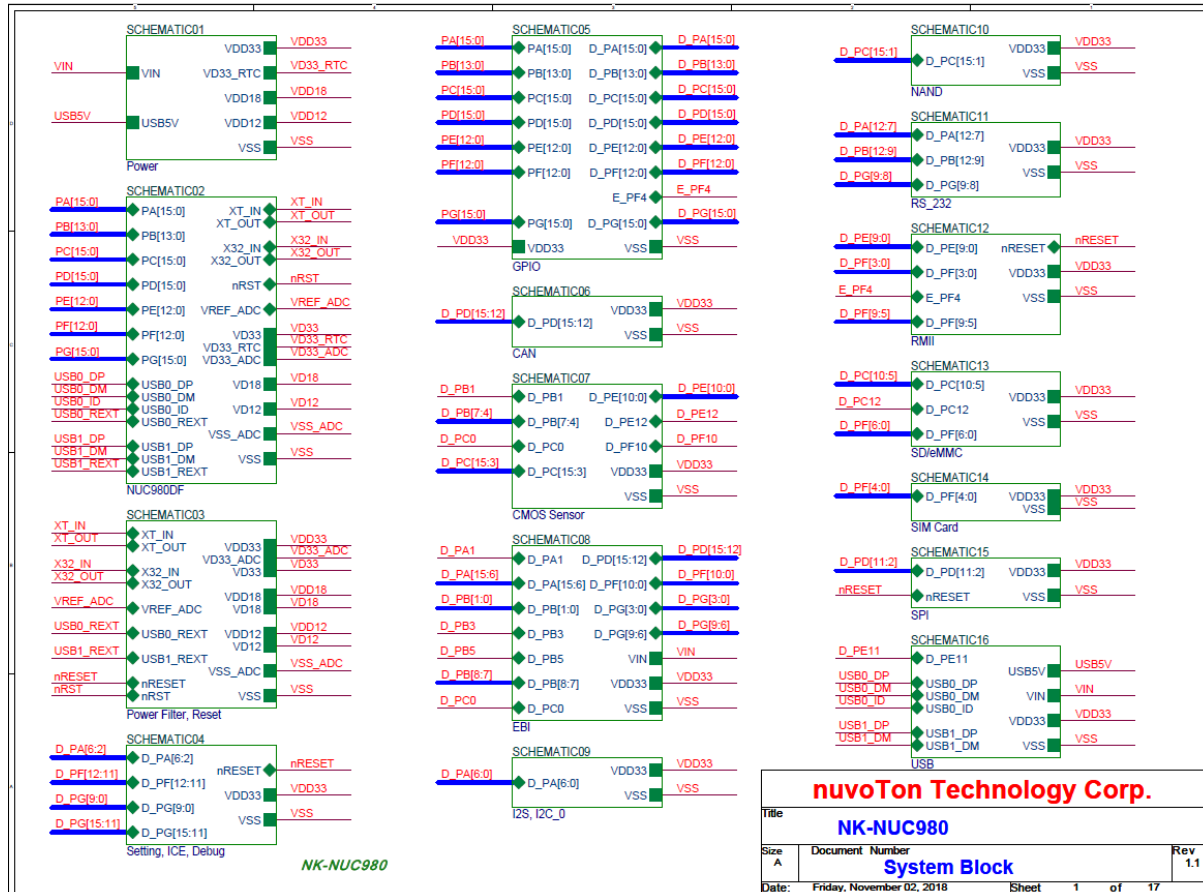 SCHEMATIC01
VDD33 VDD33
VIN VIN VD33_RTC VD33_RTC
VDD18 VDD18
USB5V USB5V VDD12 VDD12
VSS VSS
Power
SCHEMATIC02
PA[15:0] PA[15:0] XT_IN XT_IN
XT_OUT XT_OUT
PB[13:0] PB[13:0]
X32_IN X32_IN
PC[15:0] PC[15:0] X32_OUT X32_OUT
PD[15:0] PD[15:0] nRST nRST
PE[12:0] PE[12:0] VREF_ADC VREF_ADC
PF[12:0] PF[12:0] VD33 VD33
VD33_RTC VD33_RTC
PG[15:0] PG[15:0] VD33_ADC VD33_ADC
USB0_DP USB0_DP VD18 VD18
USB0_DM USB0_DM
USB0_ID USB0_ID VD12 VD12
USB0_REXT USB0_REXT
VSS_ADC VSS_ADC
USB1_DP USB1_DP
USB1_DM USB1_DM VSS VSS
USB1_REXT USB1_REXT
NUC980DF
SCHEMATIC03
XT_IN XT_IN
XT_OUT XT_OUT VDD33 VDD33
VD33_ADC VD33_ADC
X32_IN X32_IN VD33 VD33
X32_OUT X32_OUT
VDD18 VDD18
VREF_ADC VREF_ADC VD18 VD18
USB0_REXT USB0_REXT VDD12 VDD12
VD12 VD12
USB1_REXT USB1_REXT
VSS_ADC VSS_ADC
nRESET nRESET
nRST nRST VSS VSS
Power Filter, Reset
SCHEMATIC04
D_PA[6:2] D_PA[6:2]
nRESET nRESET
D_PF[12:11] D_PF[12:11]
VDD33 VDD33
D_PG[9:0] D_PG[9:0]
VSS VSS
D_PG[15:11] D_PG[15:11]
Setting, ICE, Debug
NK-NUC980
SCHEMATIC05
PA[15:0] PA[15:0] D_PA[15:0] D_PA[15:0]
PB[13:0] PB[13:0] D_PB[13:0] D_PB[13:0]
PC[15:0] PC[15:0] D_PC[15:0] D_PC[15:0]
PD[15:0] PD[15:0] D_PD[15:0] D_PD[15:0]
PE[12:0] PE[12:0] D_PE[12:0] D_PE[12:0]
PF[12:0] PF[12:0] D_PF[12:0] D_PF[12:0]
E_PF4 E_PF4
PG[15:0] PG[15:0] D_PG[15:0] D_PG[15:0]
VDD33 VDD33 VSS VSS
GPIO
SCHEMATIC06
VDD33 VDD33
D_PD[15:12] D_PD[15:12]
VSS VSS
CAN
SCHEMATIC07
D_PB1 D_PB1 D_PE[10:0] D_PE[10:0]
D_PB[7:4] D_PB[7:4] D_PE12 D_PE12
D_PC0 D_PC0 D_PF10 D_PF10
D_PC[15:3] D_PC[15:3] VDD33 VDD33
VSS VSS
CMOS Sensor
SCHEMATIC08
D_PA1 D_PA1 D_PD[15:12] D_PD[15:12]
D_PA[15:6] D_PA[15:6] D_PF[10:0] D_PF[10:0]
D_PB[1:0] D_PB[1:0] D_PG[3:0] D_PG[3:0]
D_PB3 D_PB3 D_PG[9:6] D_PG[9:6]
D_PB5 D_PB5 VIN VIN
D_PB[8:7] D_PB[8:7] VDD33 VDD33
D_PC0 D_PC0 VSS VSS
EBI
SCHEMATIC09
VDD33 VDD33
D_PA[6:0] D_PA[6:0]
VSS VSS
I2S, I2C_0
SCHEMATIC10
VDD33 VDD33
D_PC[15:1] D_PC[15:1]
VSS VSS
NAND
SCHEMATIC11
D_PA[12:7] D_PA[12:7]
VDD33 VDD33
D_PB[12:9] D_PB[12:9]
VSS VSS
D_PG[9:8] D_PG[9:8]
RS_232
SCHEMATIC12
D_PE[9:0] D_PE[9:0] nRESET nRESET
D_PF[3:0] D_PF[3:0] VDD33 VDD33
E_PF4 E_PF4 VSS VSS
D_PF[9:5] D_PF[9:5]
RMII
SCHEMATIC13
D_PC[10:5] D_PC[10:5]
VDD33 VDD33
D_PC12 D_PC12
VSS VSS
D_PF[6:0] D_PF[6:0]
SD/eMMC
SCHEMATIC14
D_PF[4:0] D_PF[4:0] VDD33 VDD33
VSS VSS
SIM Card
SCHEMATIC15
D_PD[11:2] D_PD[11:2] VDD33 VDD33
nRESET nRESET VSS VSS
SPI
SCHEMATIC16
D_PE11 D_PE11
USB5V USB5V
USB0_DP USB0_DP
USB0_DM USB0_DM VIN VIN
USB0_ID USB0_ID
VDD33 VDD33
USB1_DP USB1_DP
USB1_DM USB1_DM VSS VSS
USB
nuvoTon Technology Corp.
Title
NK-NUC980
Size Document Number Rev
A System Block 1.1
Date: Friday, November 02, 2018 Sheet 1 of 17